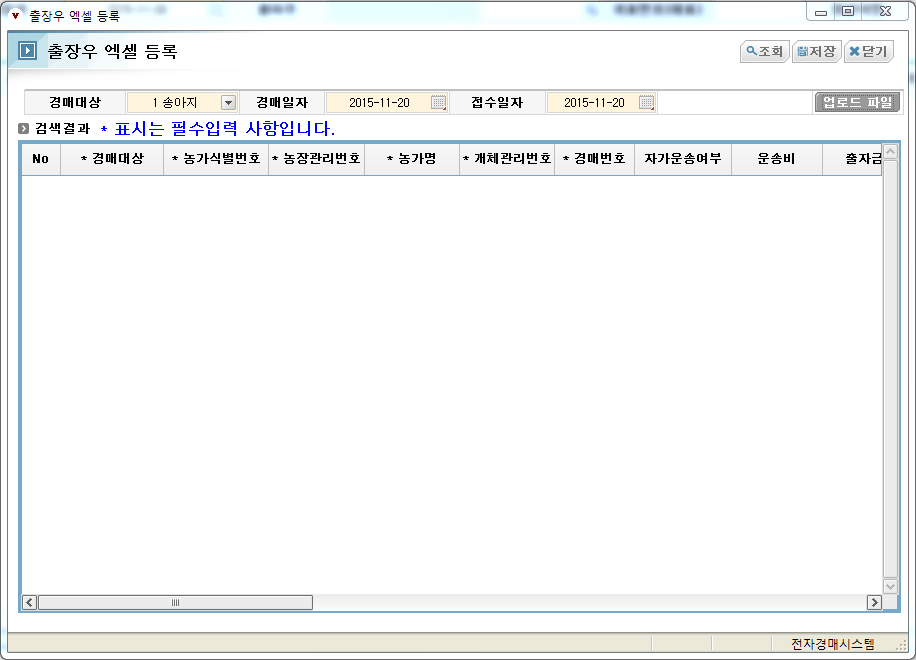 출장우 엑셀 등록
출장우 엑셀 등록
조회 저장 닫기
경매대상 1 송아지 경매일자 2015-11-20 접수일자 2015-11-20 업로드 파일
검색결과 * 표시는 필수입력 사항입니다.
No * 경매대상 * 농가식별번호 * 농장관리번호 * 농가명 * 개체관리번호 * 경매번호 자가운송여부 운송비 출자금
전자경매시스템